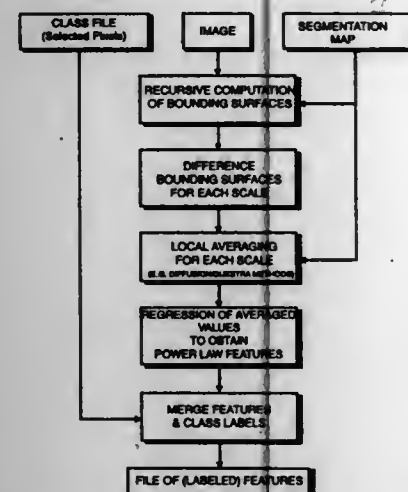 CLASS FILE
(Selected Pixels)
IMAGE
SEGMENTATION
MAP
RECURSIVE COMPUTATION
OF BOUNDING SURFACES
DIFFERENCE
BOUNDING SURFACES
FOR EACH SCALE
LOCAL AVERAGING
FOR EACH SCALE
REGRESSION OF AVERAGED
VALUES
TO OBTAIN
POWER LAW FEATURES
MERGE FEATURES
& CLASS LABELS
FILE OF (LABELED) FEATURES